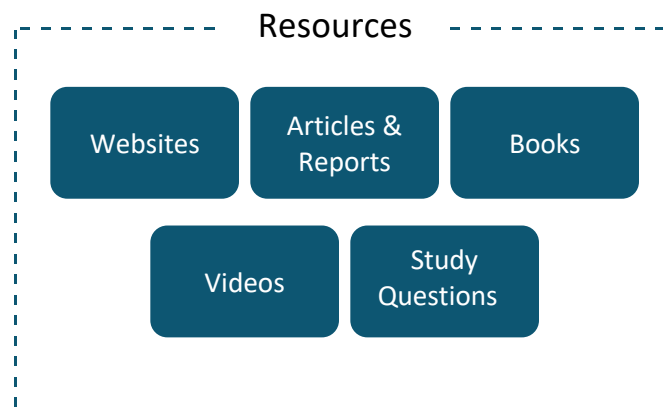 Resources
Websites
Articles &
Reports
Books
Videos
Study
Questions